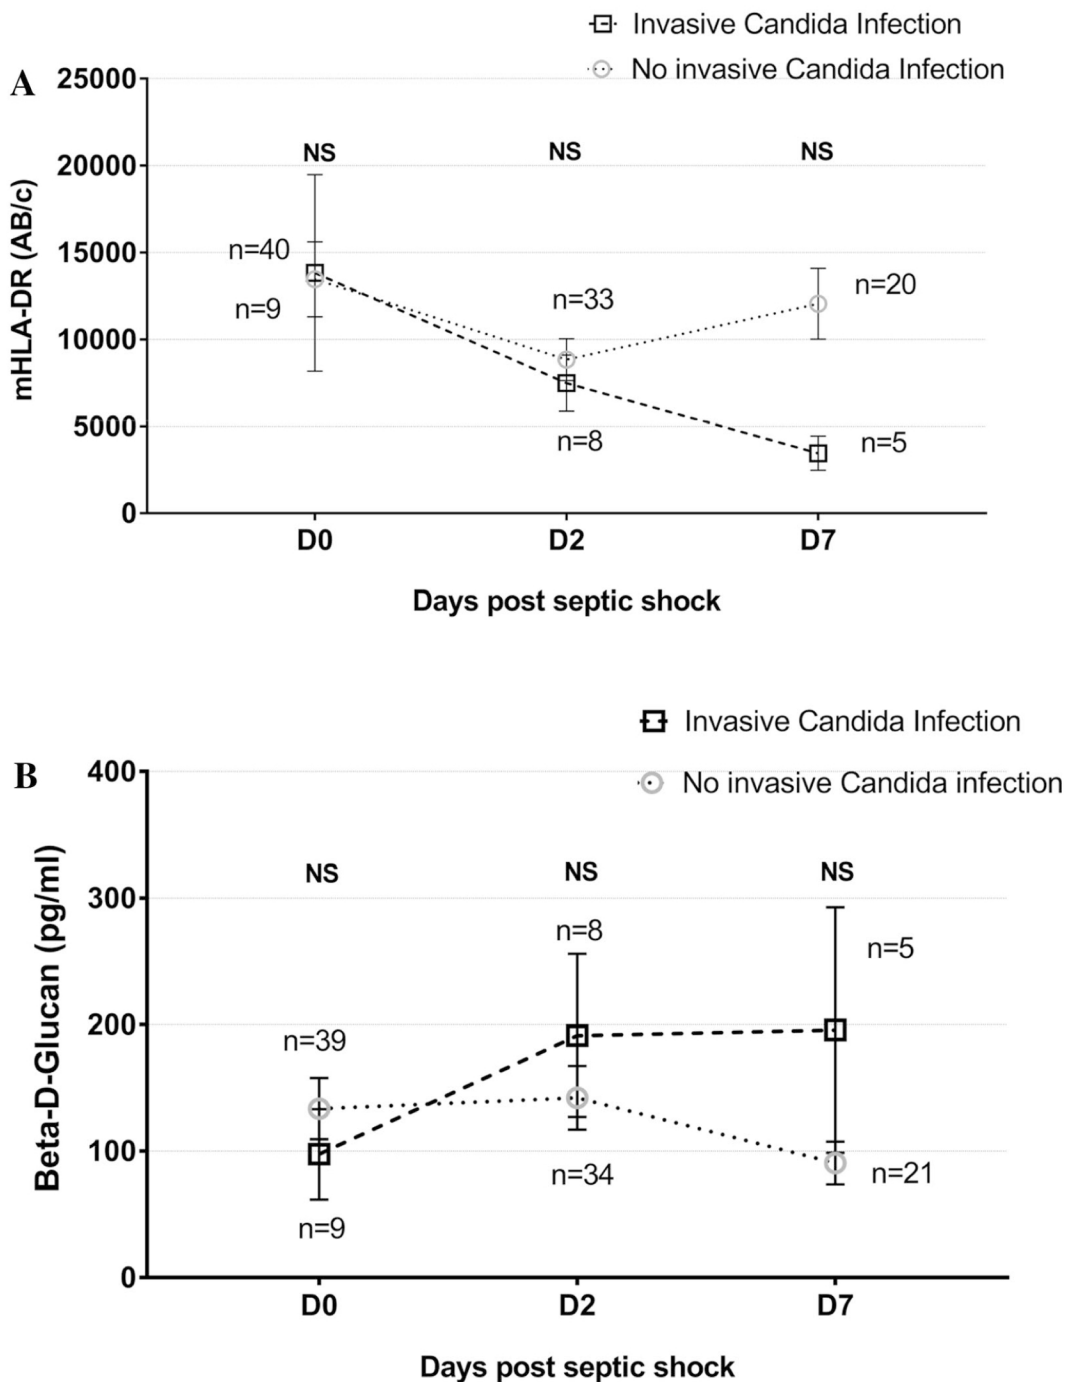 Invasive Candida Infection
No invasive Candida Infection
A
25000
20000
15000
10000
5000
0
mHLA-DR (AB/c)
NS
NS
NS
n=40
n=9
n=33
n=8
n=20
n=5
D0
D2
D7
Days post septic shock
Invasive Candida Infection
No invasive Candida infection
B
400
300
200
100
0
Beta-D-Glucan (pg/ml)
NS
NS
NS
n=8
n=5
n=39
n=34
n=21
n=9
D0
D2
D7
Days post septic shock